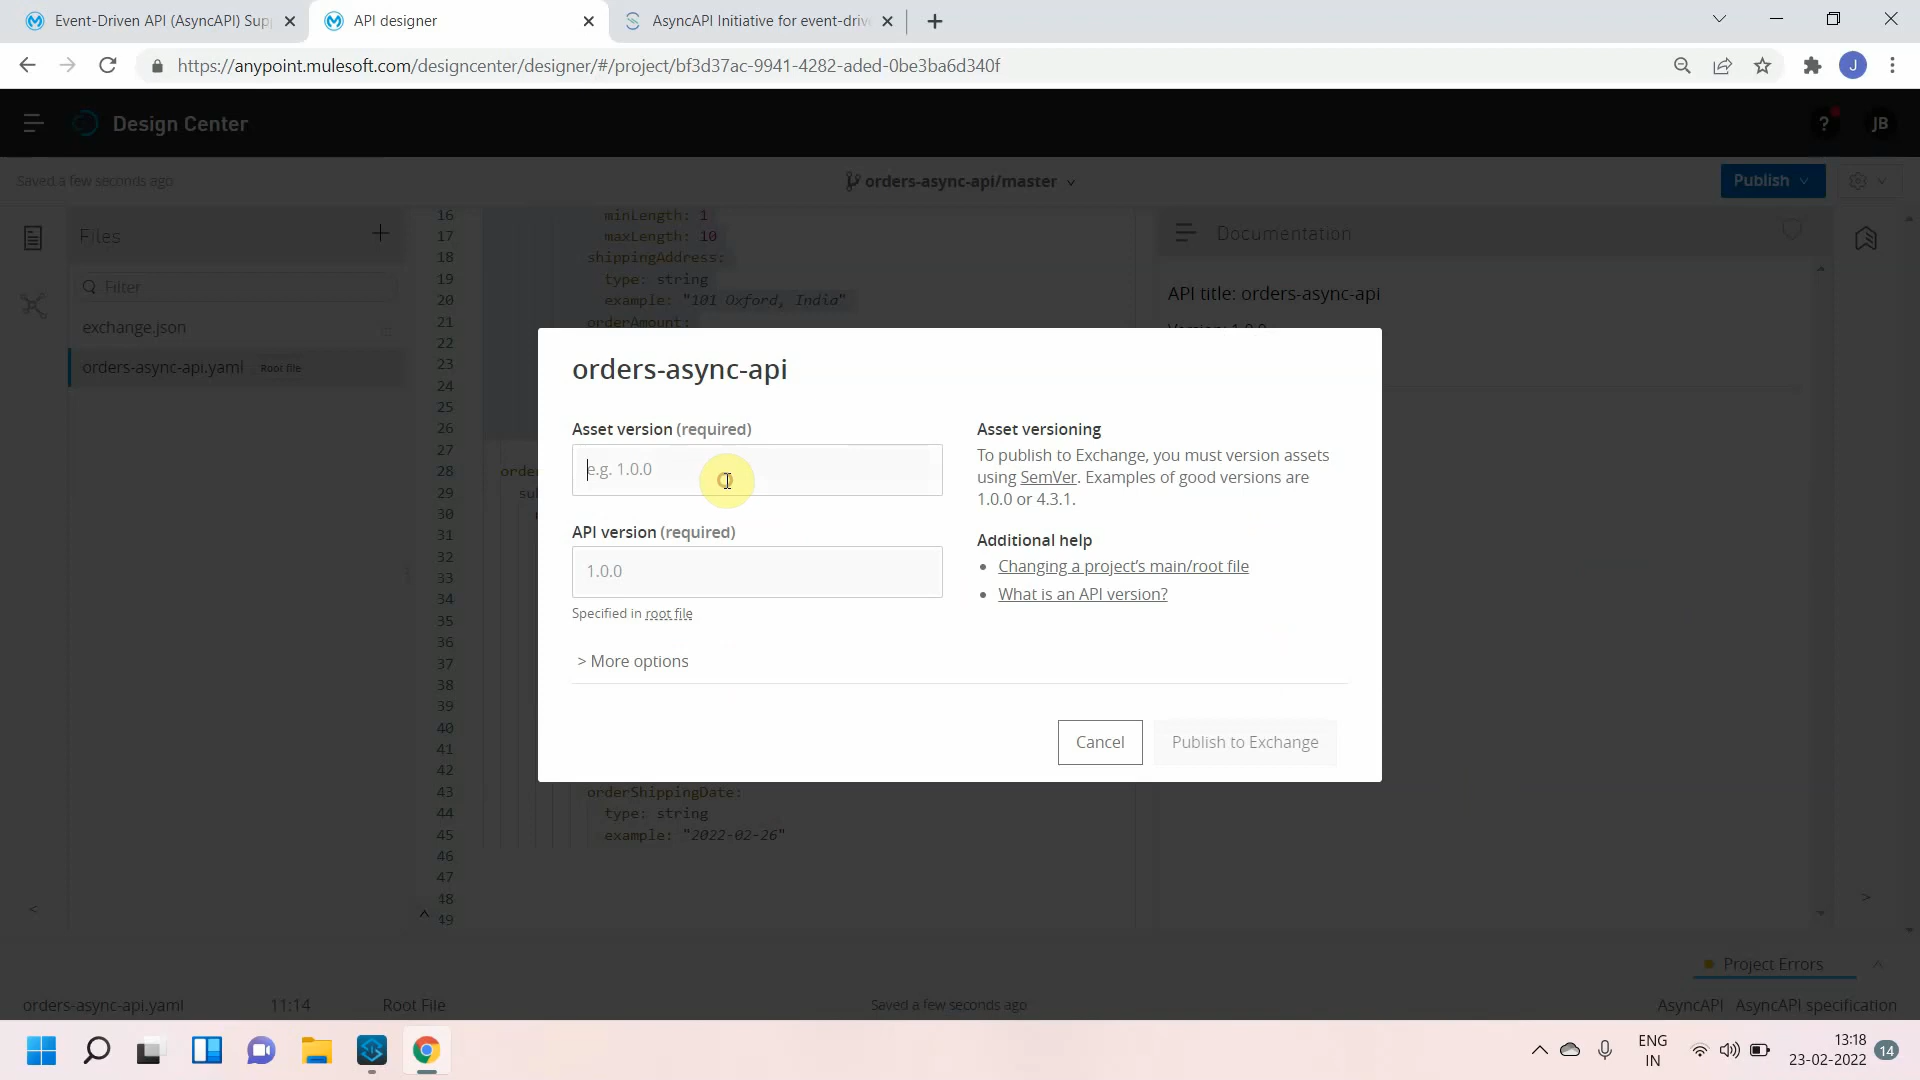 Event-Driven API (AsyncAPI) Sup
API designer
AsyncAPI Initiative for event-driv
https://anypoint.mulesoft.com/designcenter/designer/#/project/bf3d37ac-9941-4282-aded-0be3ba6d340f
J
Design Center
?
JB
Saved a few seconds ago
orders-async-api/master
Publish
Files
Filter
exchange.json
orders-async-api.yaml
Root file
16 minLength: 1
17 maxLength: 10
18 shippingAddress:
19 type: string
20 example: "101 Oxford, India"
21 orderAmount:
22
23
24
25
26
27
28 orde
29 su
30
31
32
33
34
35
36
37
38
39
40
41
42
43 orderShippingDate:
44 type: string
45 example: "2022-02-26"
46
47
48
49
Documentation
API title: orders-async-api
orders-async-api
Asset version (required)
e.g. 1.0.0
API version (required)
1.0.0
Specified in root file
> More options
Asset versioning
To publish to Exchange, you must version assets
using SemVer. Examples of good versions are
1.0.0 or 4.3.1.
Additional help
Changing a project's main/root file
What is an API version?
Cancel
Publish to Exchange
Project Errors
orders-async-api.yaml
11:14
Root File
Saved a few seconds ago
AsyncAPI
AsyncAPI specification
ENG
IN
13:18
23-02-2022
14